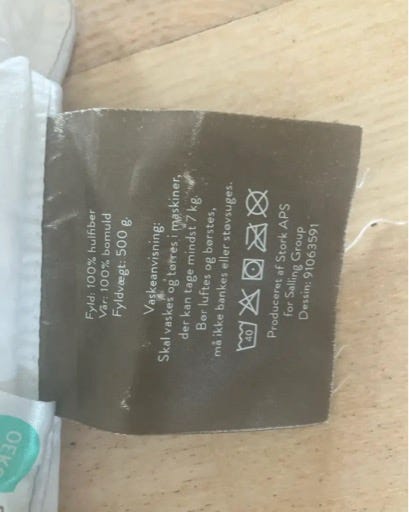 Fyld: 100% hulfiber
Vår: 100% bomuld
Fyldvægt: 500 g.
Vaskeanvisning:
Skal vaskes og tørres i maskiner,
der kan tage mindst 7 kg.
Bør luftes og børstes,
må ikke bankes eller støvsuges.
40
Produceret af Stork APS
for Salling Group
Dessin: 91063591
OEKO